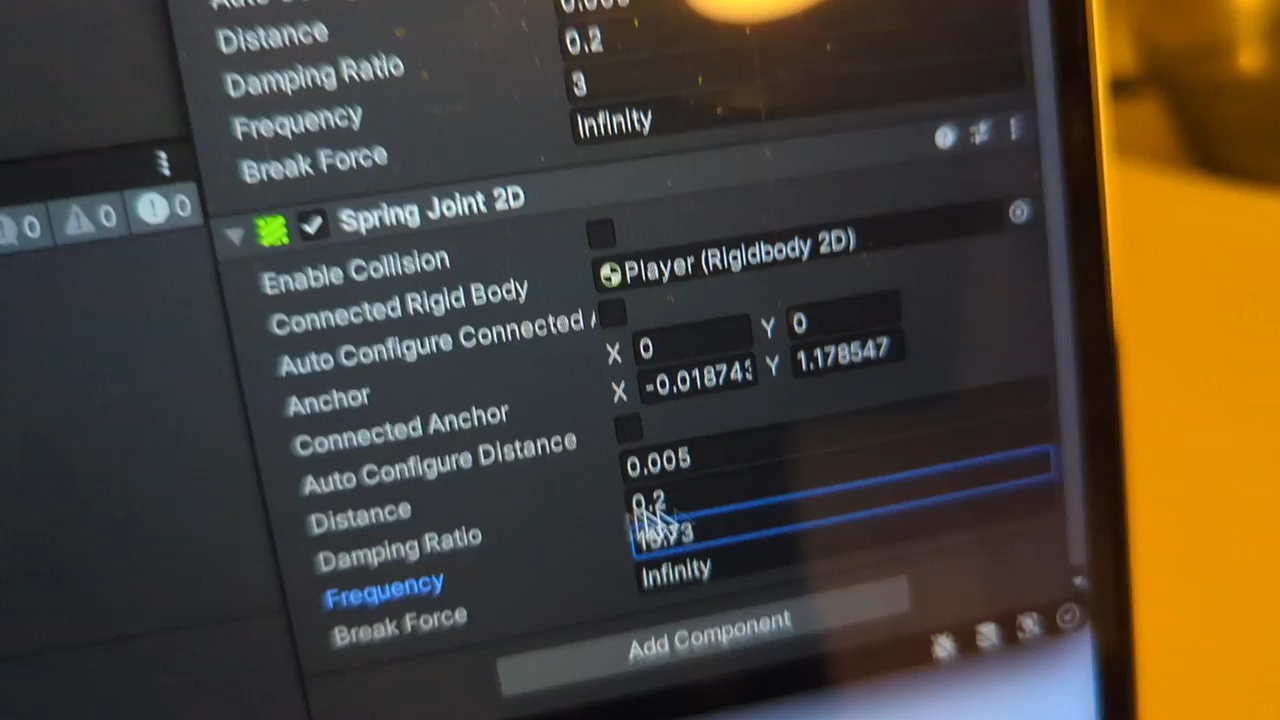 Distance 0.2
Damping Ratio 3
Frequency Infinity
Break Force
0 0 0
Spring Joint 2D
Enable Collision
Connected Rigid Body Player (Rigidbody 2D)
Auto Configure Connected
Anchor X 0 Y 0
Connected Anchor X -0.018743 Y 1.178547
Auto Configure Distance
Distance 0.005
Damping Ratio 0.2
Frequency
Break Force Infinity
Add Component